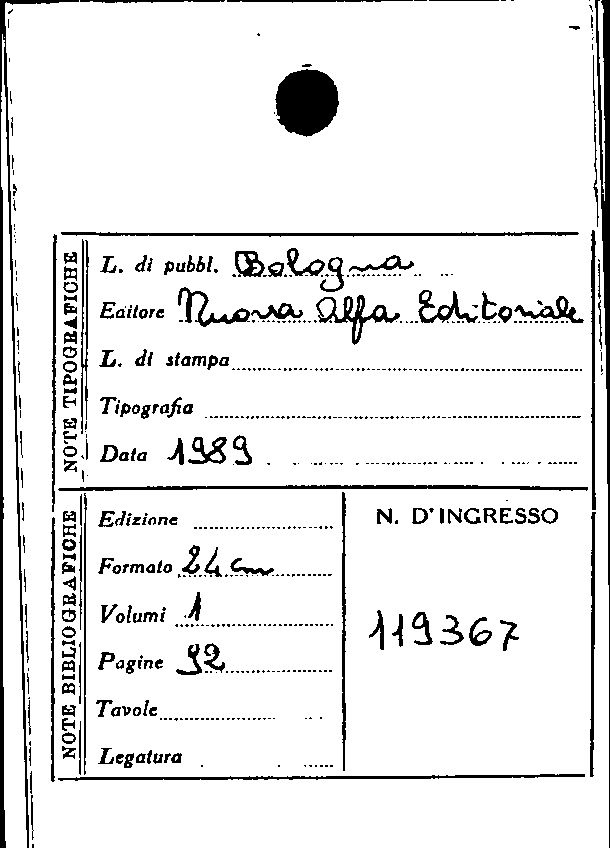 NOTE TIPOGRAFICHE
L. di pubbl. Bologna
Editore Nuova Alfa Editoriale
L. di stampa
Tipografia
Data 1989
NOTE BIBLIOGRAFICHE
Edizione
Formato 24 cm
Volumi 1
Pagine 92
Tavole
Legatura
N. D'INGRESSO
119367